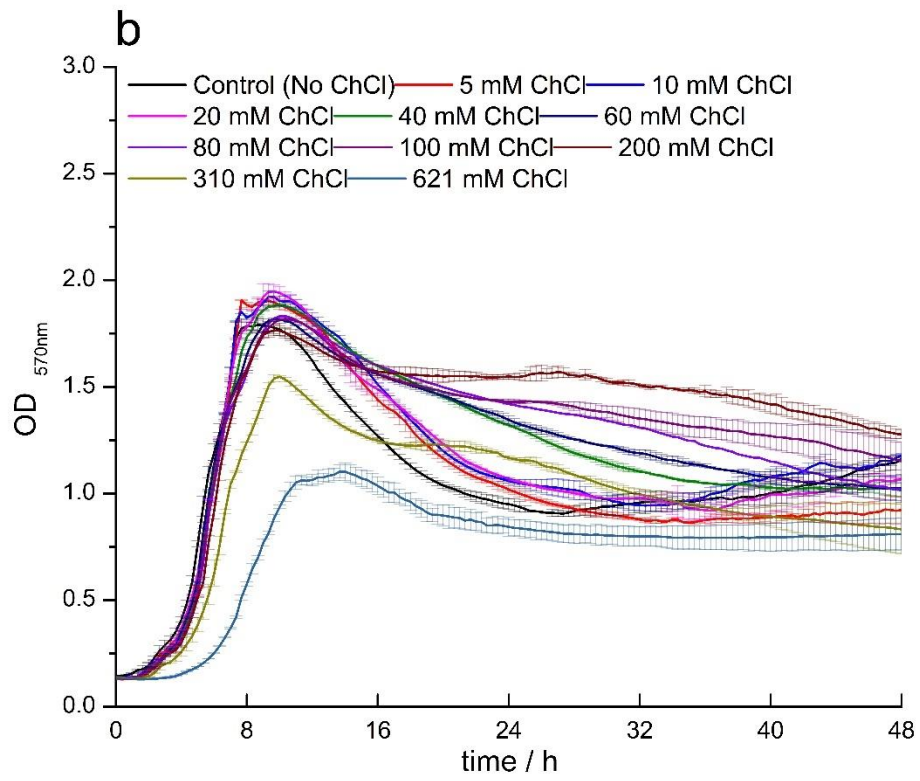 b
3.0
Control (No ChCl) 5 mM ChCl 10 mM ChCl
20 mM ChCl 40 mM ChCl 60 mM ChCl
2.5
80 mM ChCl 100 mM ChCl 200 mM ChCl
310 mM ChCl 621 mM ChCl
2.0
1.5
OD 570nm
1.0
0.5
0.0
0 8 16 24 32 40 48
time / h